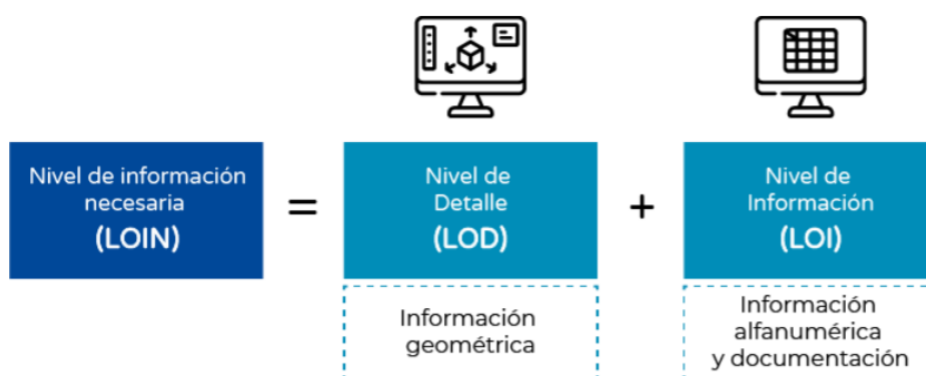 Nivel de información
necesaria
(LOIN)
=
Nivel de
Detalle
(LOD)
+
Nivel de
Información
(LOI)
Información
geométrica
Información
alfanumérica
y documentación